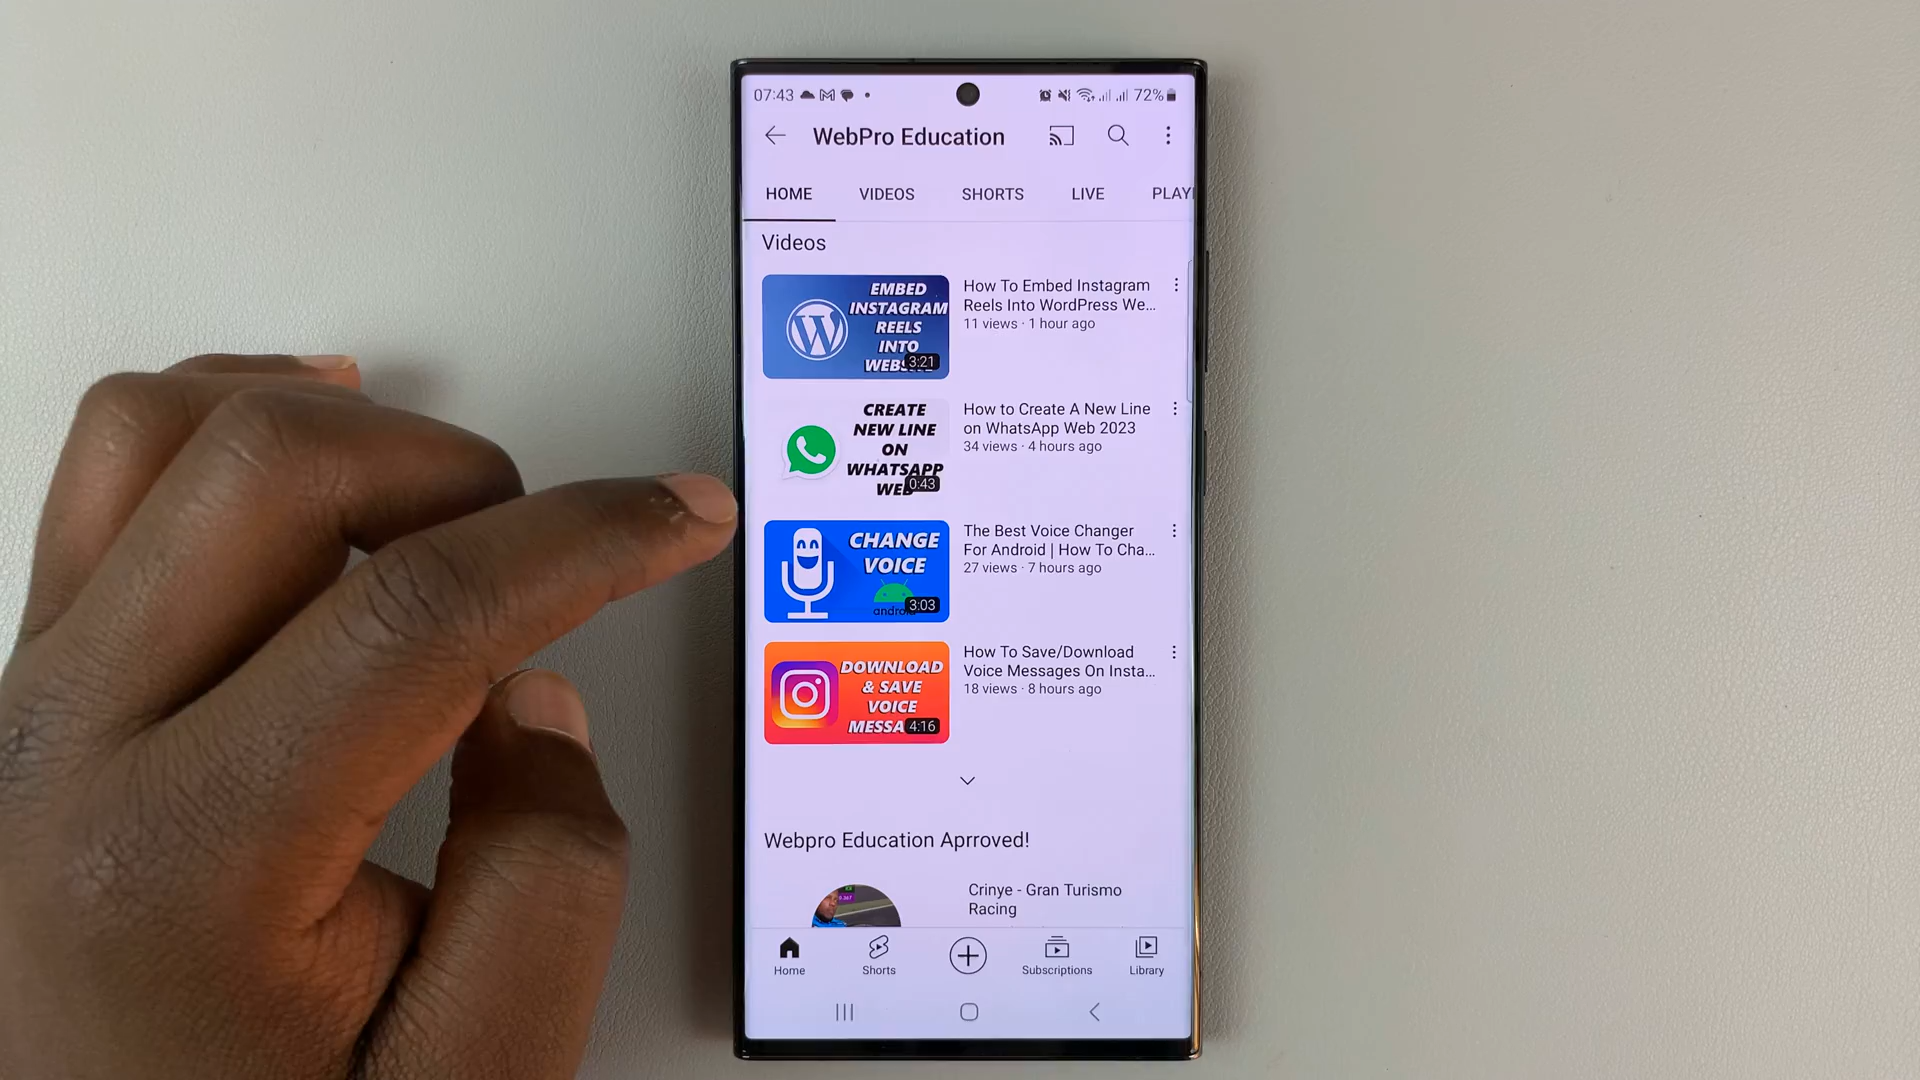 07:43
72%
WebPro Education
HOME VIDEOS SHORTS LIVE PLAYI
Videos
EMBED
INSTAGRAM
REELS
INTO
3:21
How To Embed Instagram
Reels Into WordPress We...
11 views · 1 hour ago
CREATE
NEW LINE
ON
WHATSAPP
WEB
0:43
How to Create A New Line
on WhatsApp Web 2023
34 views · 4 hours ago
CHANGE
VOICE
3:03
The Best Voice Changer
For Android | How To Cha...
27 views · 7 hours ago
DOWNLOAD
& SAVE
VOICE
4:16
How To Save/Download
Voice Messages On Insta...
18 views · 8 hours ago
Webpro Education Aprroved!
Crinye - Gran Turismo
Racing
Home Shorts Subscriptions Library